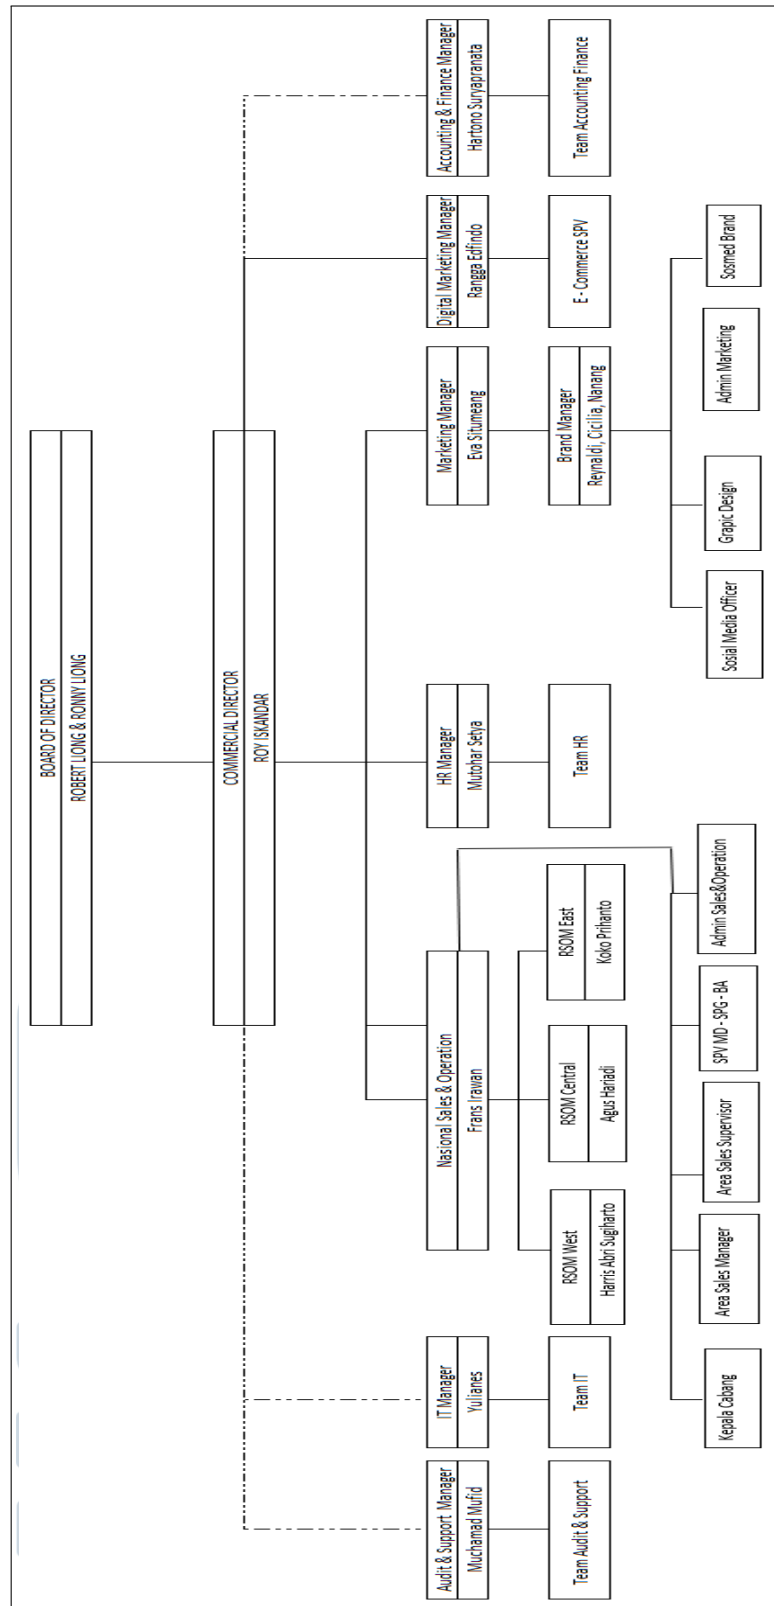 BOARD OF DIRECTOR
ROBERT LIONG & RONNY LIONG
COMMERCIAL DIRECTOR
ROY ISKANDAR
Audit & Support Manager
Muchamad Mufid
IT Manager
Yulianes
Nasional Sales & Operation
Frans Irawan
HR Manager
Mutohar Setya
Marketing Manager
Eva Situmeang
Digital Marketing Manager
Rangga Edfindo
Accounting & Finance Manager
Hartono Suryapranata
Team Audit & Support
Team IT
RSOM West
Harris Abri Sugiharto
RSOM Central
Agus Hariadi
RSOM East
Koko Prihanto
Team HR
Brand Manager
Reynaldi, Cicilia, Nanang
E - Commerce SPV
Team Accounting Finance
Kepala Cabang
Area Sales Manager
Area Sales Supervisor
SPV MD - SPG - BA
Admin Sales&Operation
Sosial Media Officer
Grapic Design
Admin Marketing
Sosmed Brand